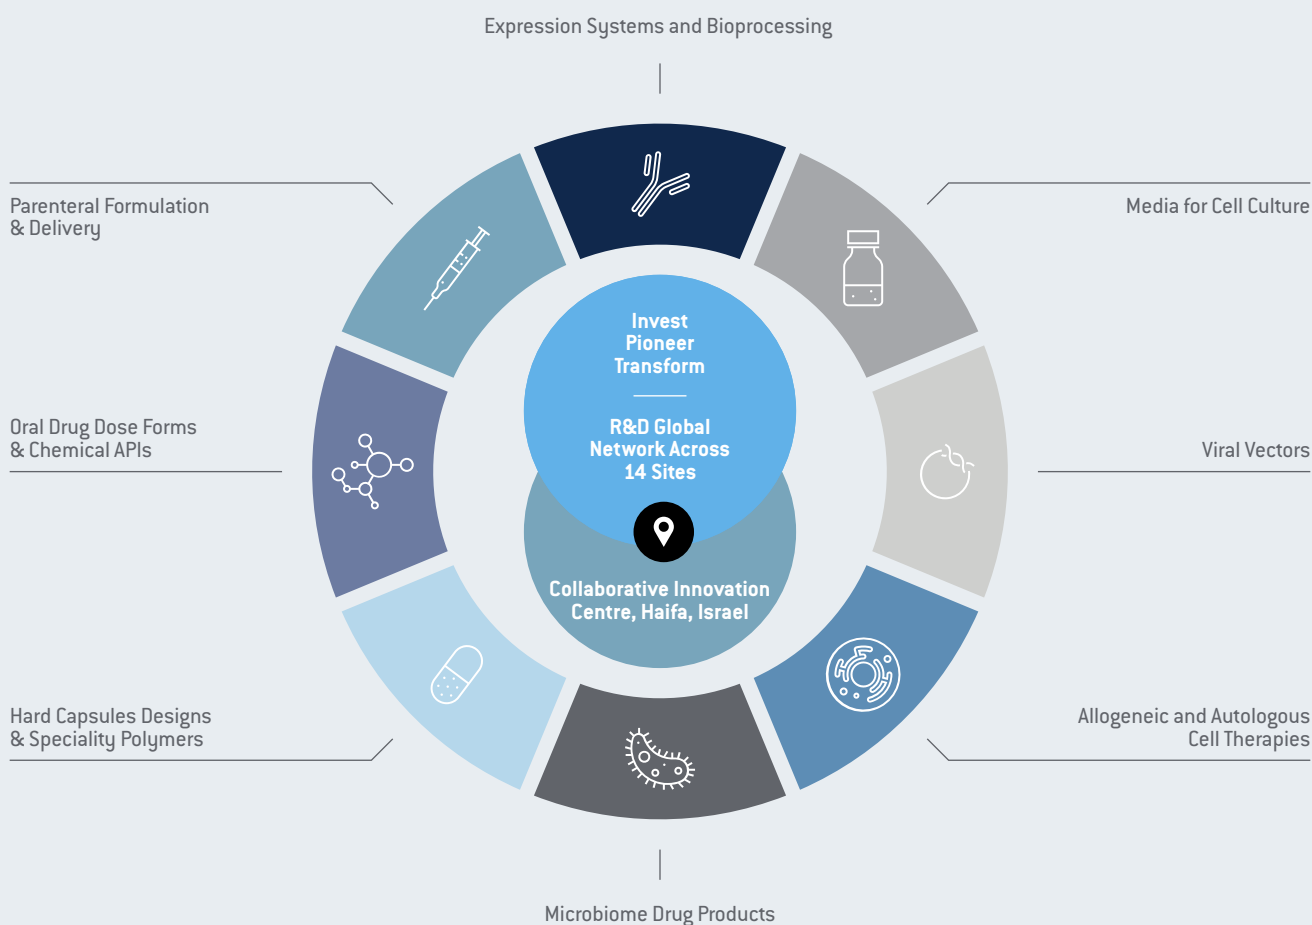 Expression Systems and Bioprocessing
Parenteral Formulation
& Delivery
Media for Cell Culture
Invest
Pioneer
Transform
R&D Global
Network Across
14 Sites
Oral Drug Dose Forms
& Chemical APIs
Viral Vectors
Collaborative Innovation
Centre, Haifa, Israel
Hard Capsules Designs
& Speciality Polymers
Allogeneic and Autologous
Cell Therapies
Microbiome Drug Products